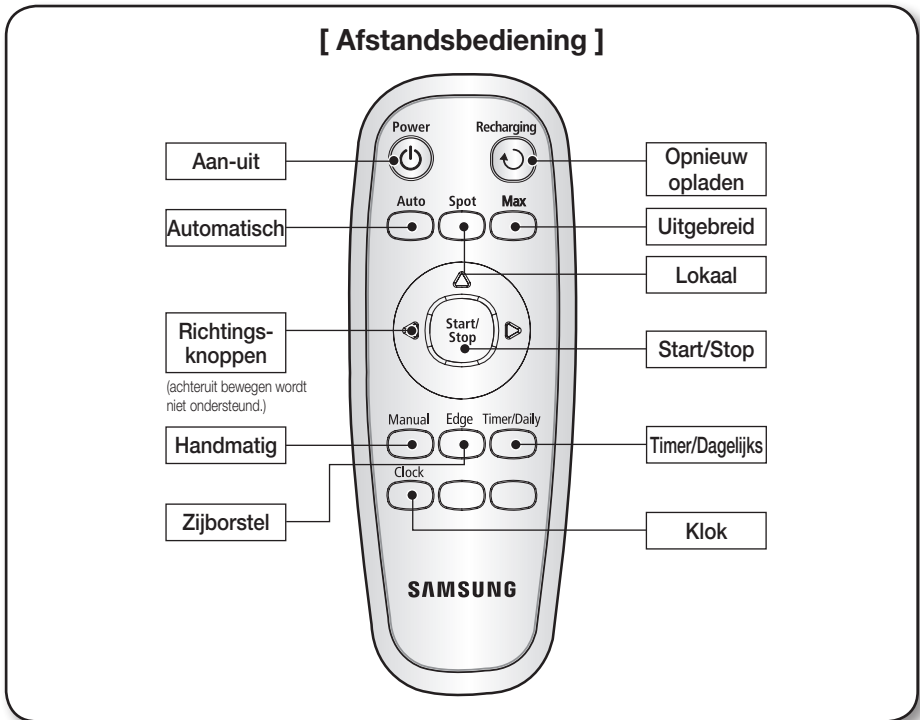 [ Afstandsbediening ]
Power
Recharging
Aan-uit
Opnieuw
opladen
Auto
Spot
Max
Automatisch
Uitgebreid
Lokaal
Start/
Stop
Richtings-
knoppen
(achteruit bewegen wordt
niet ondersteund.)
Start/Stop
Manual
Edge
Timer/Daily
Handmatig
Timer/Dagelijks
Clock
Zijborstel
Klok
SAMSUNG